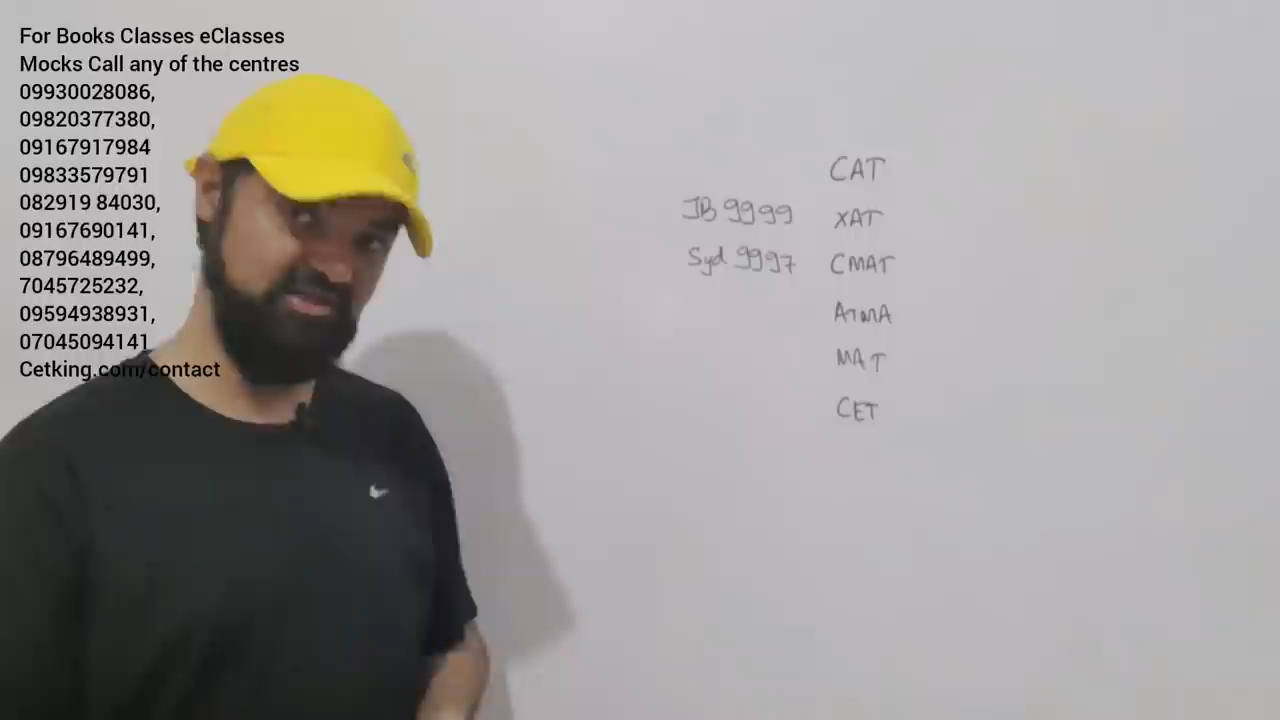 For Books Classes eClasses
Mocks Call any of the centres
09930028086,
09820377380,
09167917984
09833579791
082919 84030,
09167690141,
08796489499,
7045725232,
09594938931,
07045094141
Cetking.com/contact
CAT
JB 9999 XAT
Syd 9997 CMAT
ATMA
MAT
CET